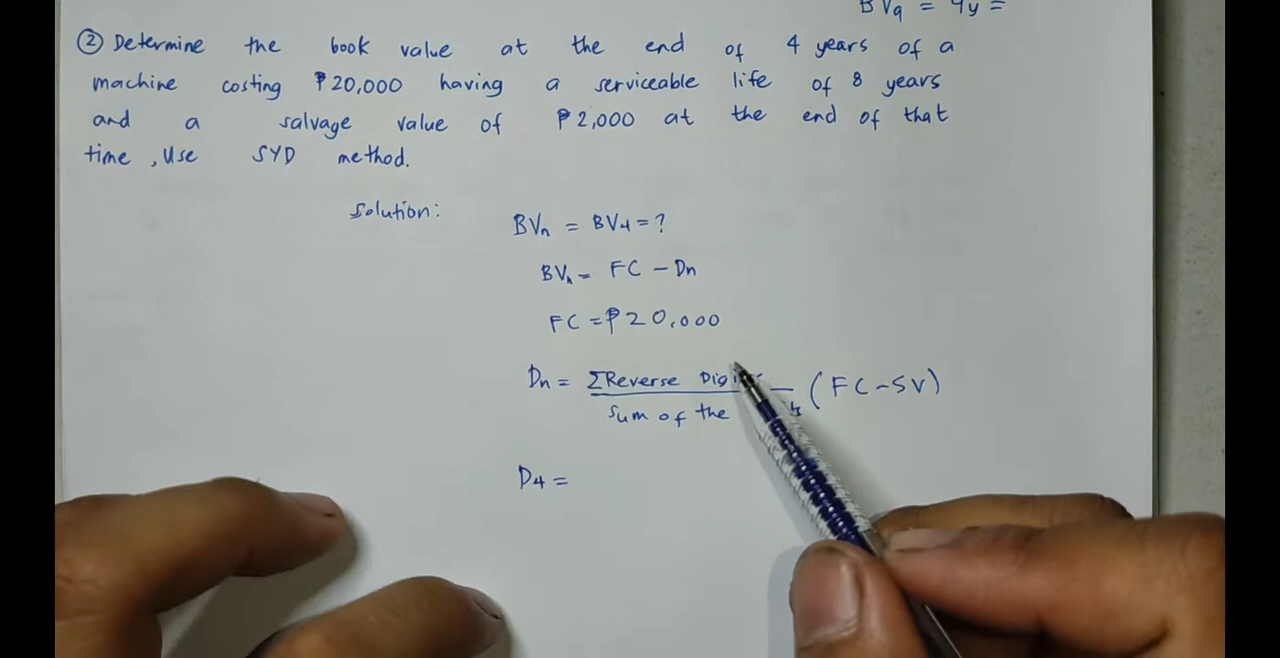 BV9 = 4y =
② Determine the book value at the end of 4 years of a
machine costing ₱20,000 having a serviceable life of 8 years
and a salvage value of ₱2,000 at the end of that
time, Use SYD method.
Solution:
BVn = BV4 = ?
BVn = FC - Dn
FC = ₱20,000
Dn = ΣReverse (FC - SV)
Sum of the
D4 =